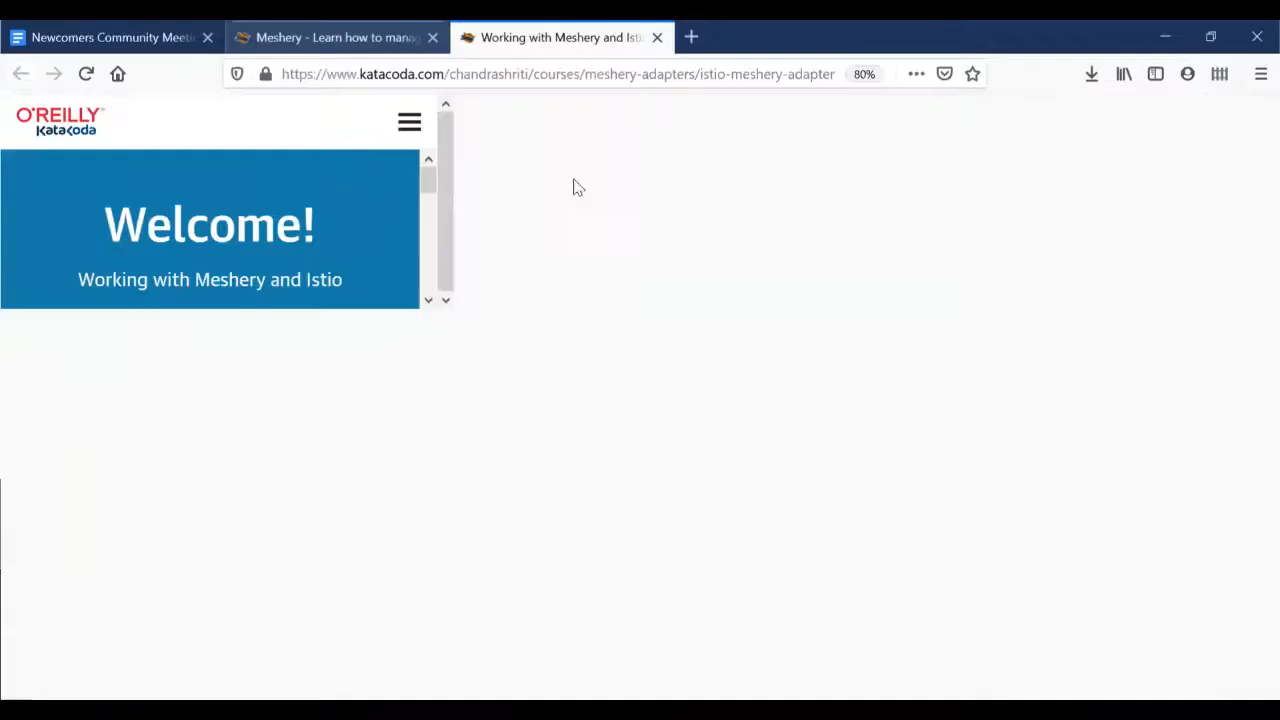 Newcomers Community Meeti
Meshery - Learn how to mana
Working with Meshery and Isti
https://www.katacoda.com/chandrashriti/courses/meshery-adapters/istio-meshery-adapter
80%
O'REILLY
KataKoda
Welcome!
Working with Meshery and Istio